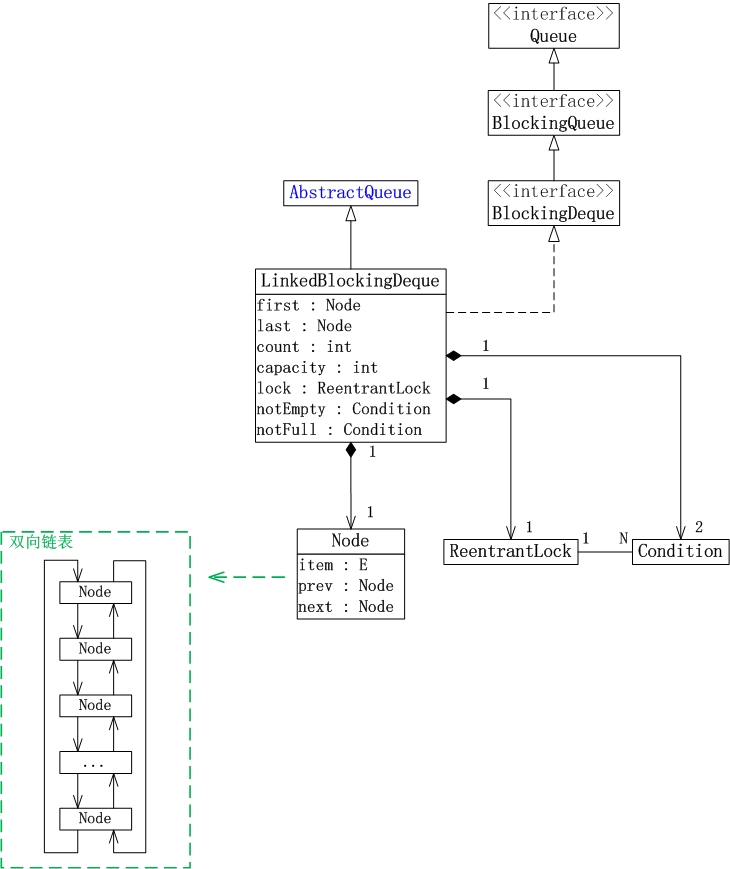 <<interface>>
Queue
<<interface>>
BlockingQueue
<<interface>>
BlockingDeque
AbstractQueue
LinkedBlockingDeque
first : Node
last : Node
count : int
capacity : int
lock : ReentrantLock
notEmpty : Condition
notFull : Condition
1
1
1
1
Node
item : E
prev : Node
next : Node
1
ReentrantLock
1
N
2
Condition
双向链表
Node
Node
Node
...
Node